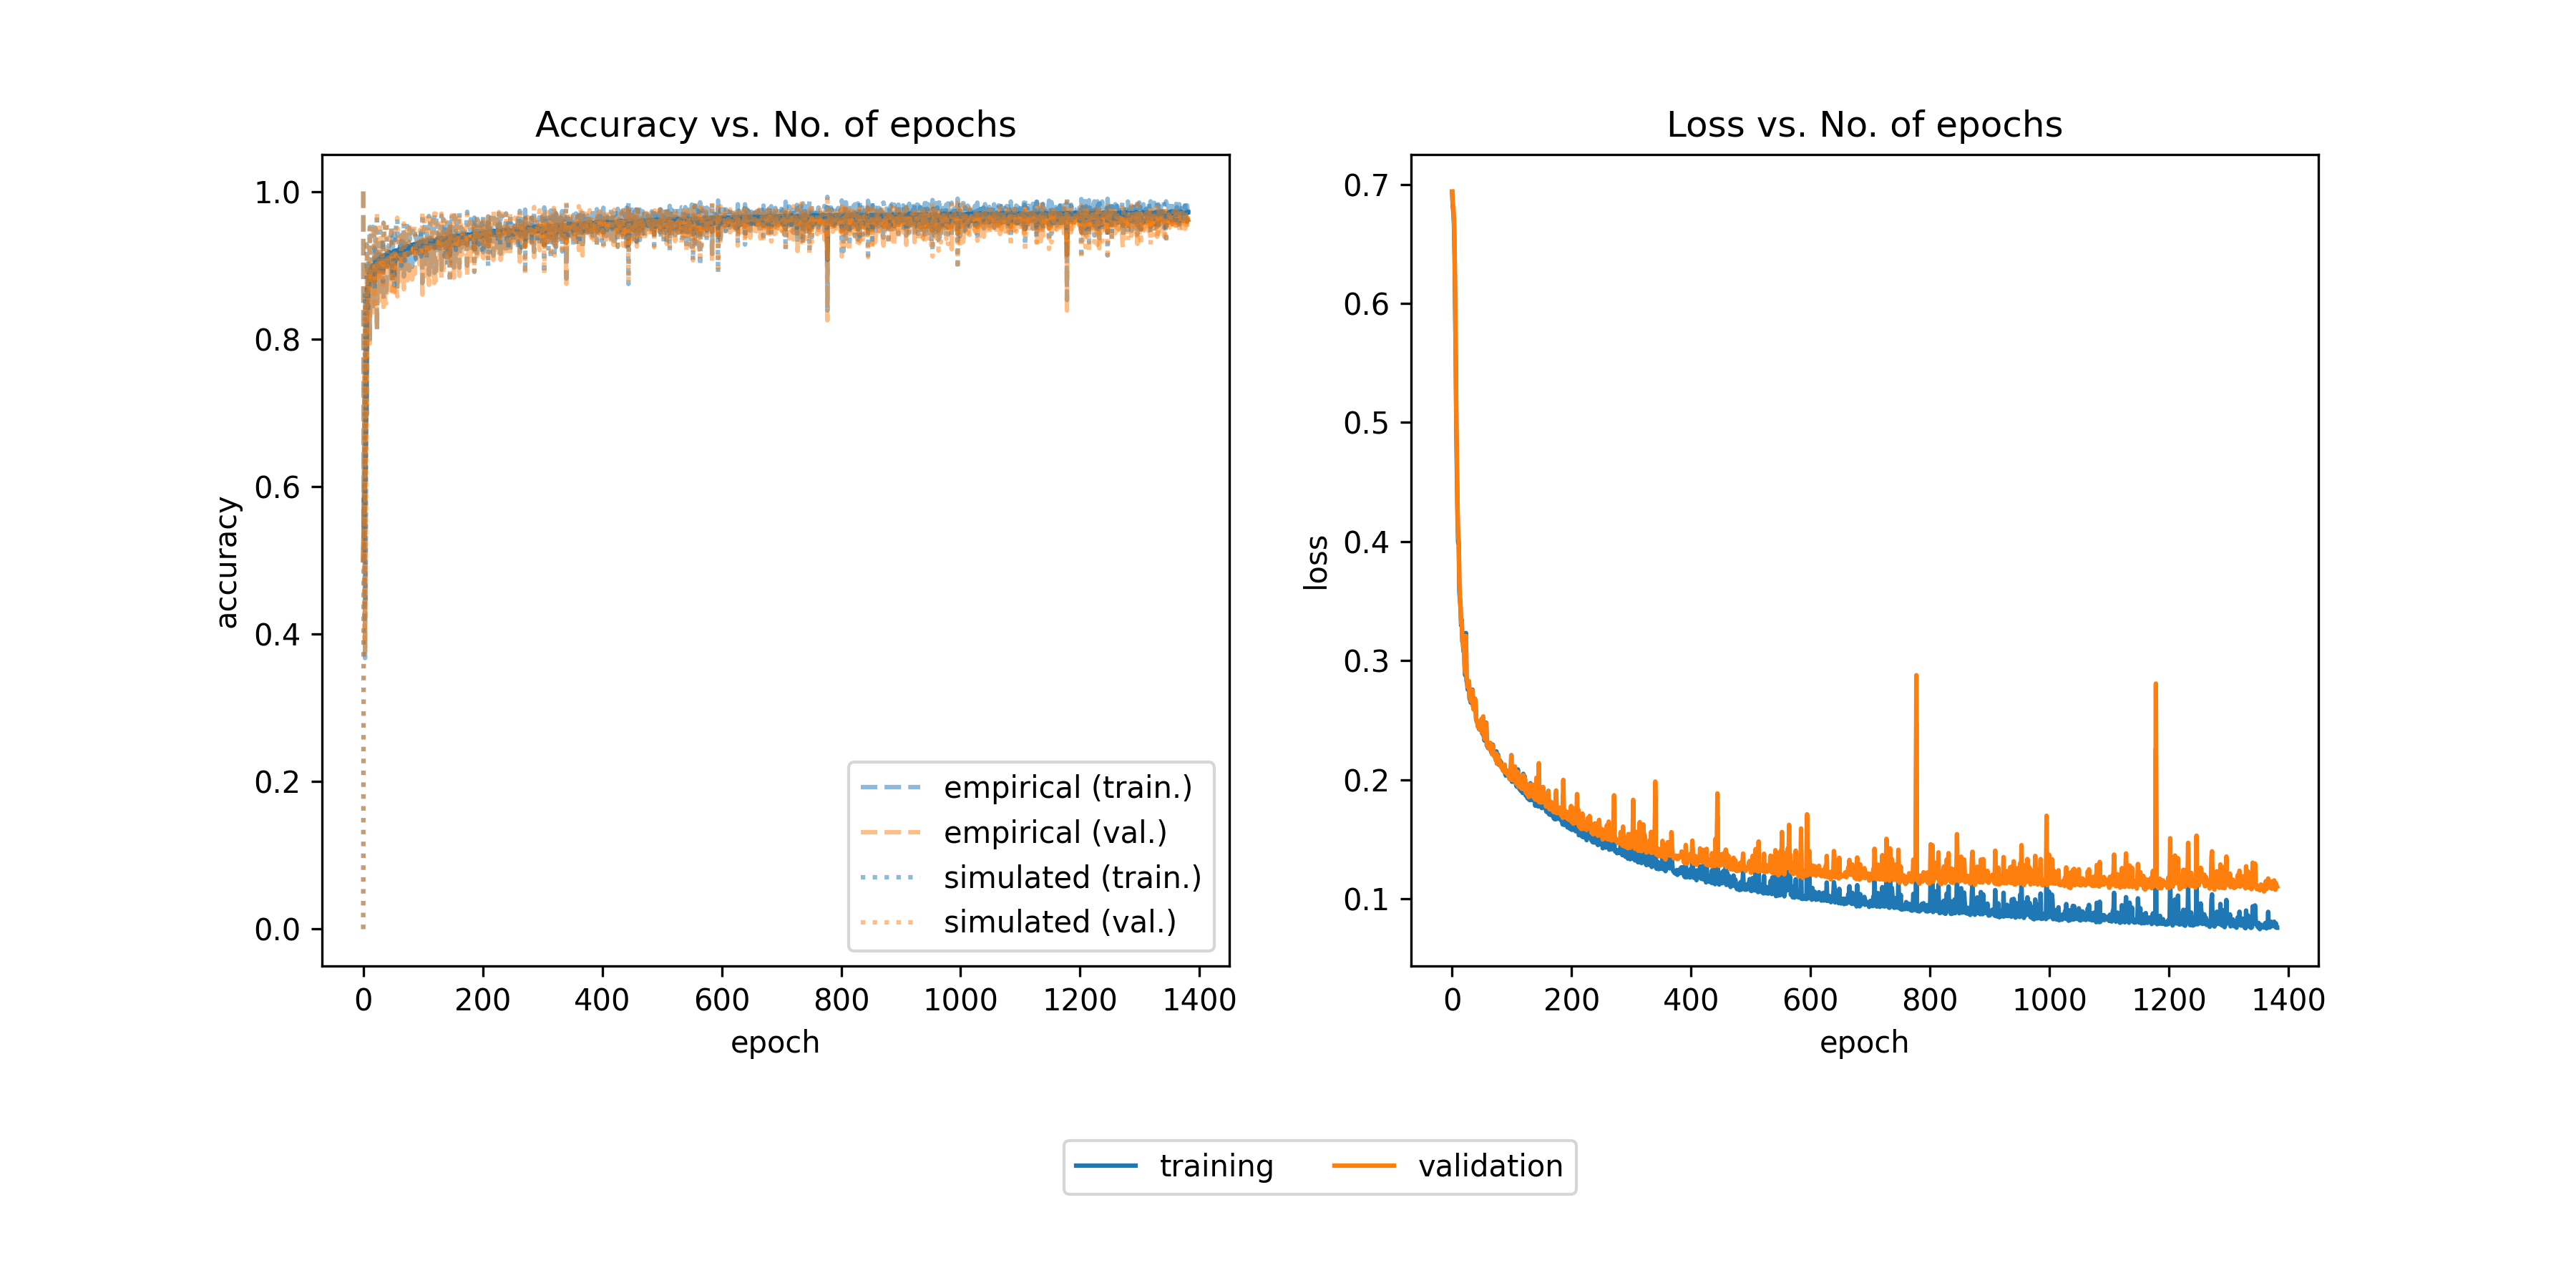 Accuracy vs. No. of epochs
1.0
0.8
0.6
0.4
0.2
0.0
accuracy
0 200 400 600 800 1000 1200 1400
epoch
empirical (train.)
empirical (val.)
simulated (train.)
simulated (val.)
Loss vs. No. of epochs
0.7
0.6
0.5
0.4
0.3
0.2
0.1
loss
0 200 400 600 800 1000 1200 1400
epoch
training validation